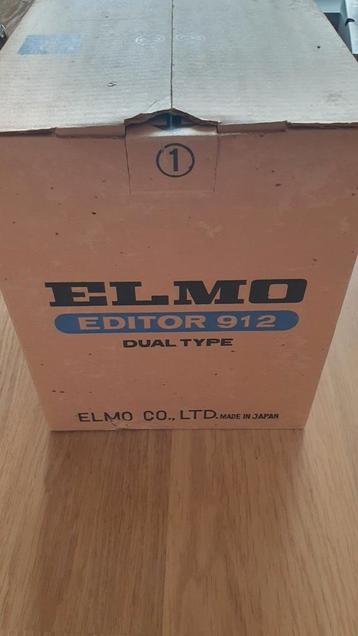 ①
ELMO
EDITOR 912
DUAL TYPE
ELMO CO., LTD. MADE IN JAPAN